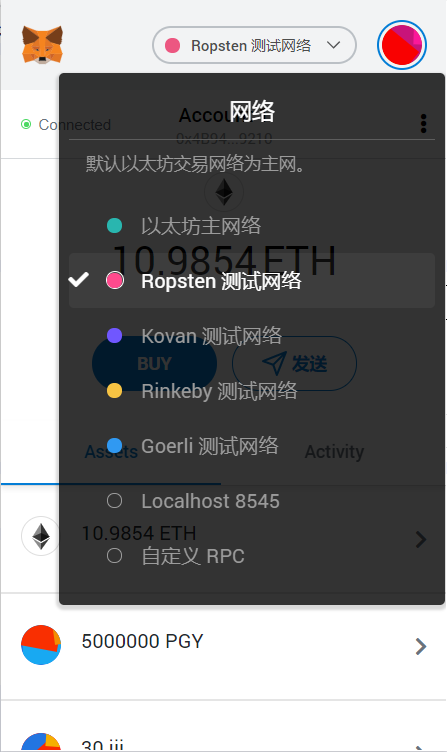 Ropsten 测试网络
网络
Account
Connected
0x4B94...9210
默认以太坊交易网络为主网。
以太坊主网络
10.9854 ETH
Ropsten 测试网络
Kovan 测试网络
BUY
发送
Rinkeby 测试网络
Goerli 测试网络
Assets
Activity
Localhost 8545
10.9854 ETH
自定义 RPC
5000000 PGY
30 iii